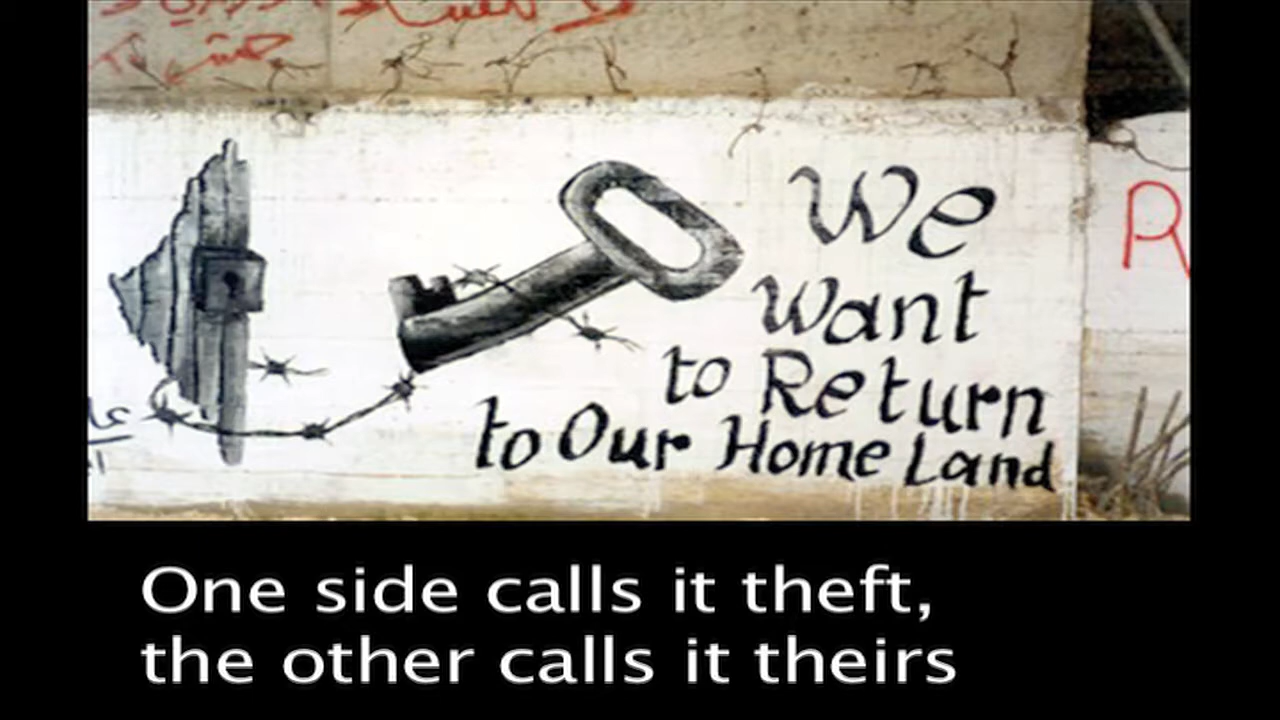 We
Want
to Return
to Our Home Land
R
One side calls it theft,
the other calls it theirs